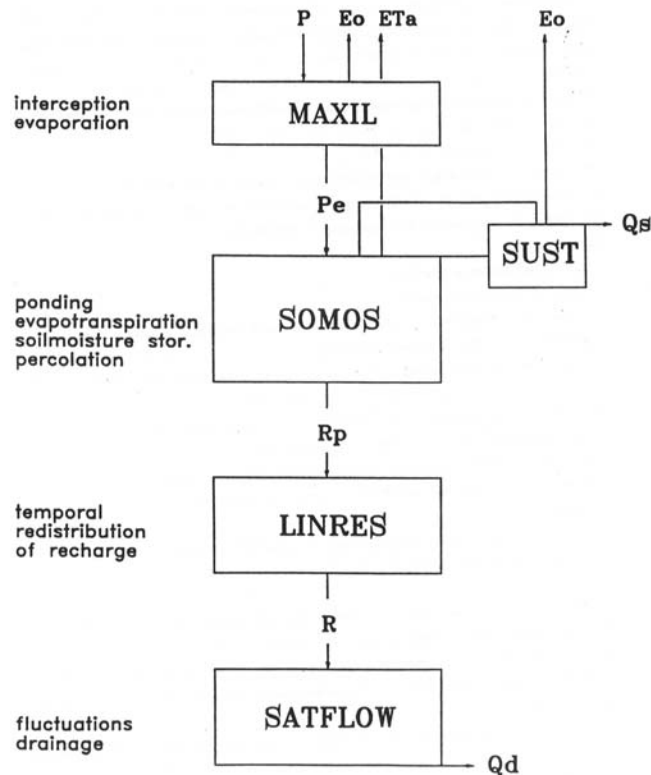 P Eo ETa Eo
interception
evaporation
MAXIL
Pe
Qs
SUST
ponding
evapotranspiration
soilmoisture stor.
percolation
SOMOS
Rp
temporal
redistribution
of recharge
LINRES
R
SATFLOW
fluctuations
drainage
Qd